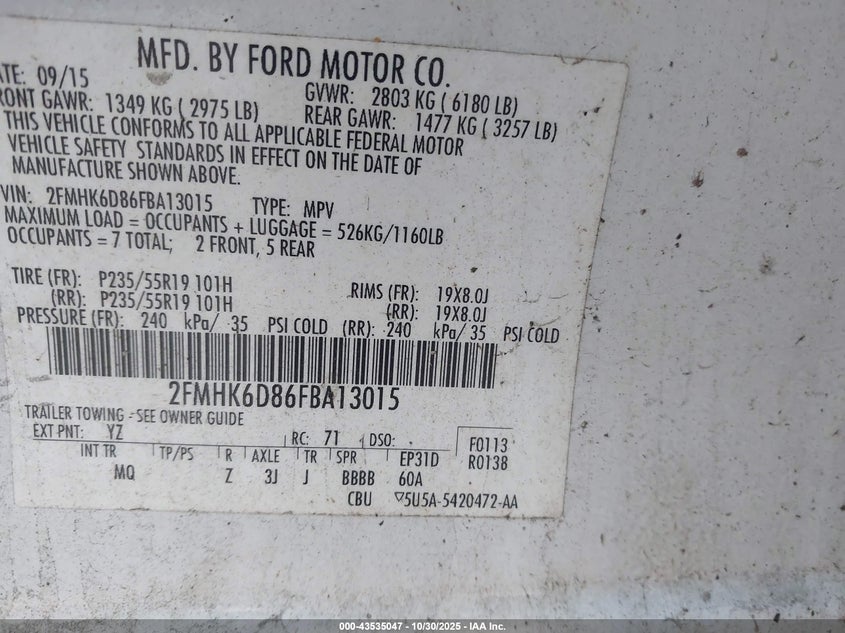 MFD. BY FORD MOTOR CO.
ATE: 09/15
GVWR: 2803 KG ( 6180 LB)
RONT GAWR: 1349 KG ( 2975 LB)
REAR GAWR: 1477 KG ( 3257 LB)
THIS VEHICLE CONFORMS TO ALL APPLICABLE FEDERAL MOTOR
VEHICLE SAFETY STANDARDS IN EFFECT ON THE DATE OF
MANUFACTURE SHOWN ABOVE.
VIN: 2FMHK6D86FBA13015 TYPE: MPV
MAXIMUM LOAD = OCCUPANTS + LUGGAGE = 526KG/1160LB
OCCUPANTS = 7 TOTAL; 2 FRONT, 5 REAR
TIRE (FR): P235/55R19 101H RIMS (FR): 19X8.0J
(RR): P235/55R19 101H (RR): 19X8.0J
PRESSURE (FR): 240 kPa/ 35 PSI COLD (RR): 240 kPa/ 35 PSI COLD
2FMHK6D86FBA13015
TRAILER TOWING - SEE OWNER GUIDE
EXT PNT: YZ RC: 71 DSO: F0113
INT TR TP/PS R AXLE TR SPR EP31D R0138
MQ Z 3J J BBBB 60A
CBU ▽5U5A-5420472-AA
000-43535047 - 10/30/2025 - IAA Inc.